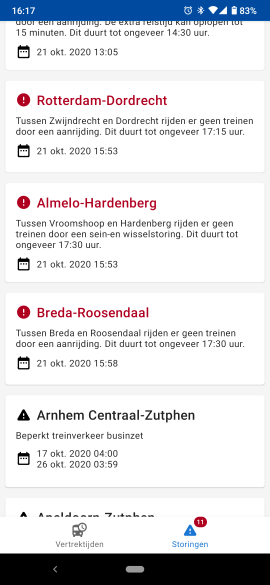 16:17
83%
door een aanrijding. De extra reistijd kan oplopen tot
15 minuten. Dit duurt tot ongeveer 14:30 uur.
21 okt. 2020 13:05
Rotterdam-Dordrecht
Tussen Zwijndrecht en Dordrecht rijden er geen treinen
door een aanrijding. Dit duurt tot ongeveer 17:15 uur.
21 okt. 2020 15:53
Almelo-Hardenberg
Tussen Vroomshoop en Hardenberg rijden er geen
treinen door een sein-en wisselstoring. Dit duurt tot
ongeveer 17:30 uur.
21 okt. 2020 15:53
Breda-Roosendaal
Tussen Breda en Roosendaal rijden er geen treinen
door een aanrijding. Dit duurt tot ongeveer 17:30 uur.
21 okt. 2020 15:58
Arnhem Centraal-Zutphen
Beperkt treinverkeer businzet
17 okt. 2020 04:00
26 okt. 2020 03:59
Apeldoorn-Zutphen
11
Vertrektijden
Storingen